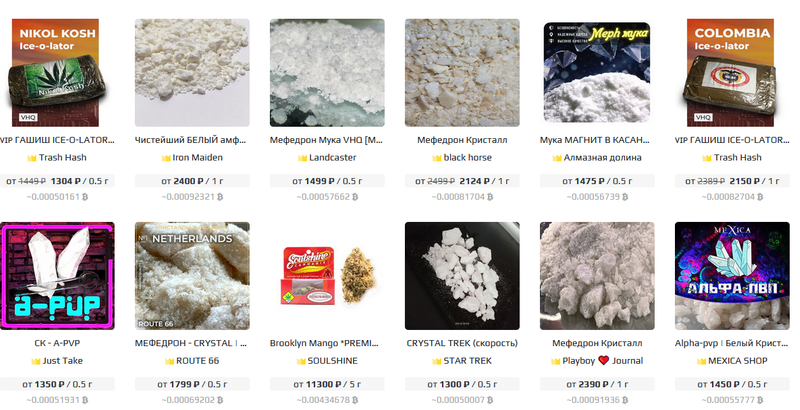 NIKOL KOSH
Ice-o-lator
VHQ
Мерн мука
COLOMBIA
Ice-o-lator
VHQ
VIP ГАШИШ ICE-O-LATOR...
Чистейший БЕЛЫЙ амф...
Мефедрон Мука VHQ [М...
Мефедрон Кристалл
Мука МАГНИТ В КАСАН...
VIP ГАШИШ ICE-O-LATOR...
Trash Hash
Iron Maiden
Landcaster
black horse
Алмазная долина
Trash Hash
от 1449 ₽ 1304 ₽ / 0.5 г
от 2400 ₽ / 1 г
от 1499 ₽ / 0.5 г
от 2499 ₽ 2124 ₽ / 1 г
от 1475 ₽ / 0.5 г
от 2389 ₽ 2150 ₽ / 1 г
~0.00050161 ₿
~0.00092321 ₿
~0.00057662 ₿
~0.00081704 ₿
~0.00056739 ₿
~0.00082704 ₿
a-PVP
NETHERLANDS
ROUTE 66
Soulshine
MEXICA
АЛЬФА-ПВП
СК - A-PVP
МЕФЕДРОН - CRYSTAL | ...
Brooklyn Mango *PREMI...
CRYSTAL TREK (скорость)
Мефедрон Кристалл
Alpha-pvp | Белый Крист...
Just Take
ROUTE 66
SOULSHINE
STAR TREK
Playboy ❤ Journal
MEXICA SHOP
от 1350 ₽ / 0.5 г
от 1799 ₽ / 0.5 г
от 11300 ₽ / 5 г
от 1300 ₽ / 0.5 г
от 2390 ₽ / 1 г
от 1450 ₽ / 0.5 г
~0.00051931 ₿
~0.00069202 ₿
~0.00434678 ₿
~0.00050007 ₿
~0.00091936 ₿
~0.00055777 ₿